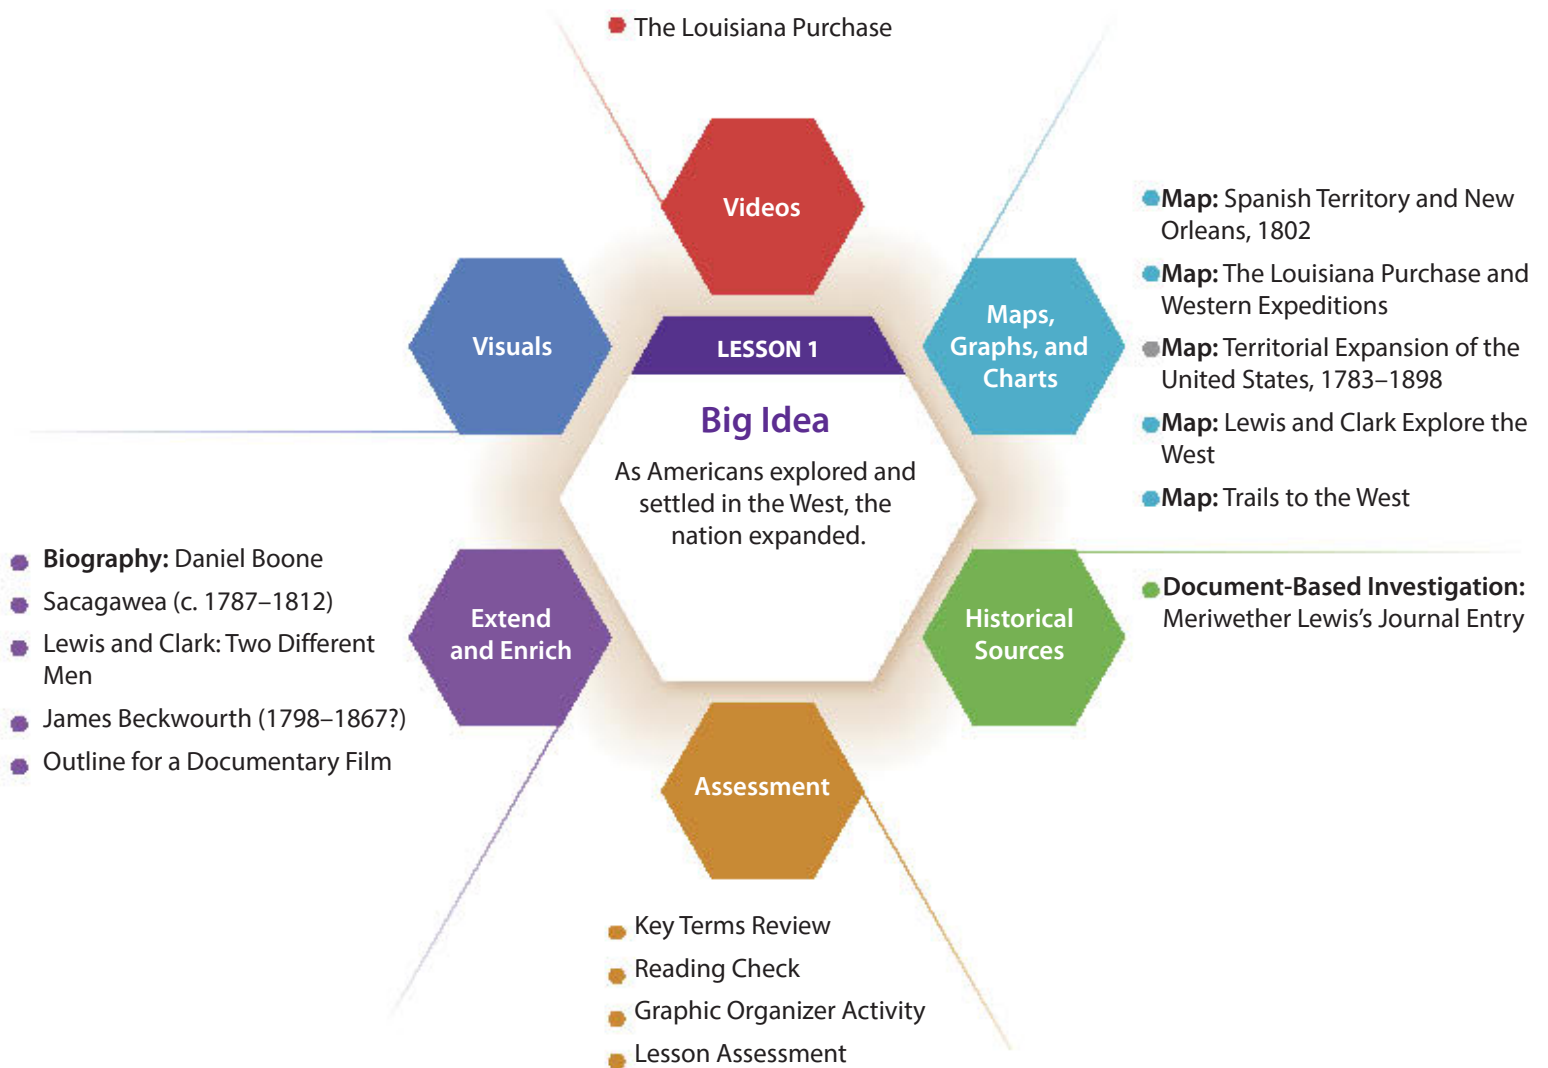 The Louisiana Purchase
Videos
Visuals
Maps,
Graphs, and
Charts
Map: Spanish Territory and New
Orleans, 1802
Map: The Louisiana Purchase and
Western Expeditions
Map: Territorial Expansion of the
United States, 1783–1898
Map: Lewis and Clark Explore the
West
Map: Trails to the West
LESSON 1
Big Idea
As Americans explored and
settled in the West, the
nation expanded.
Biography: Daniel Boone
Sacagawea (c. 1787–1812)
Lewis and Clark: Two Different
Men
James Beckwourth (1798–1867?)
Outline for a Documentary Film
Extend
and Enrich
Historical
Sources
Document-Based Investigation:
Meriwether Lewis’s Journal Entry
Assessment
Key Terms Review
Reading Check
Graphic Organizer Activity
Lesson Assessment